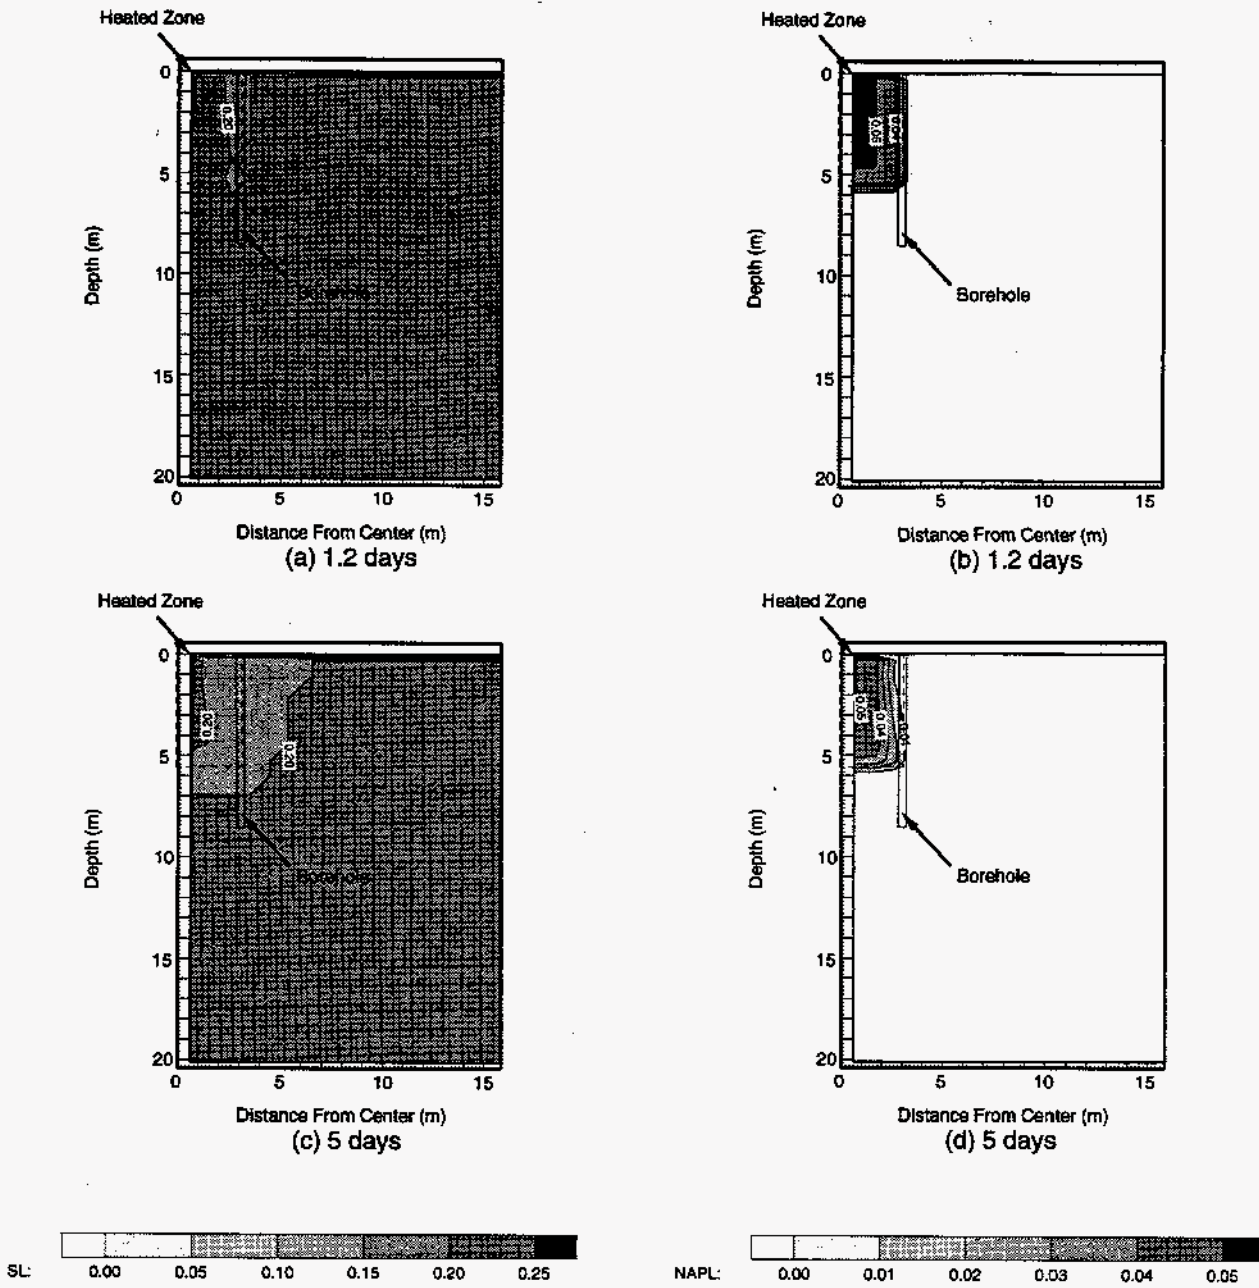 Heated Zone
0
5
10
15
20
Depth (m)
0.20
Borehole
0 5 10 15
Distance From Center (m)
(a) 1.2 days
Heated Zone
0
5
10
15
20
Depth (m)
0.05
0.04
Borehole
0 5 10 15
Distance From Center (m)
(b) 1.2 days
Heated Zone
0
5
10
15
20
Depth (m)
0.20
0.20
Borehole
0 5 10 15
Distance From Center (m)
(c) 5 days
Heated Zone
0
5
10
15
20
Depth (m)
0.05
0.04
0.01
Borehole
0 5 10 15
Distance From Center (m)
(d) 5 days
SL: 0.00 0.05 0.10 0.15 0.20 0.25
NAPL: 0.00 0.01 0.02 0.03 0.04 0.05